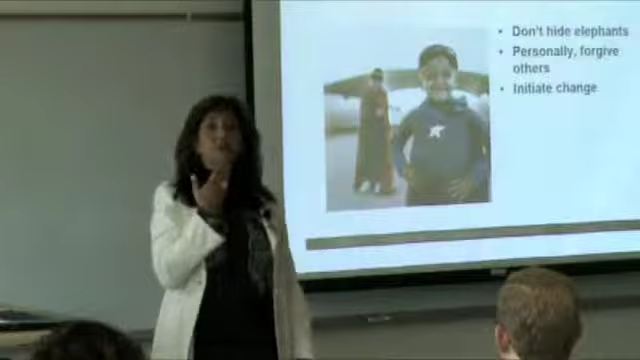 Don't hide elephants
Personally, forgive
others
Initiate change